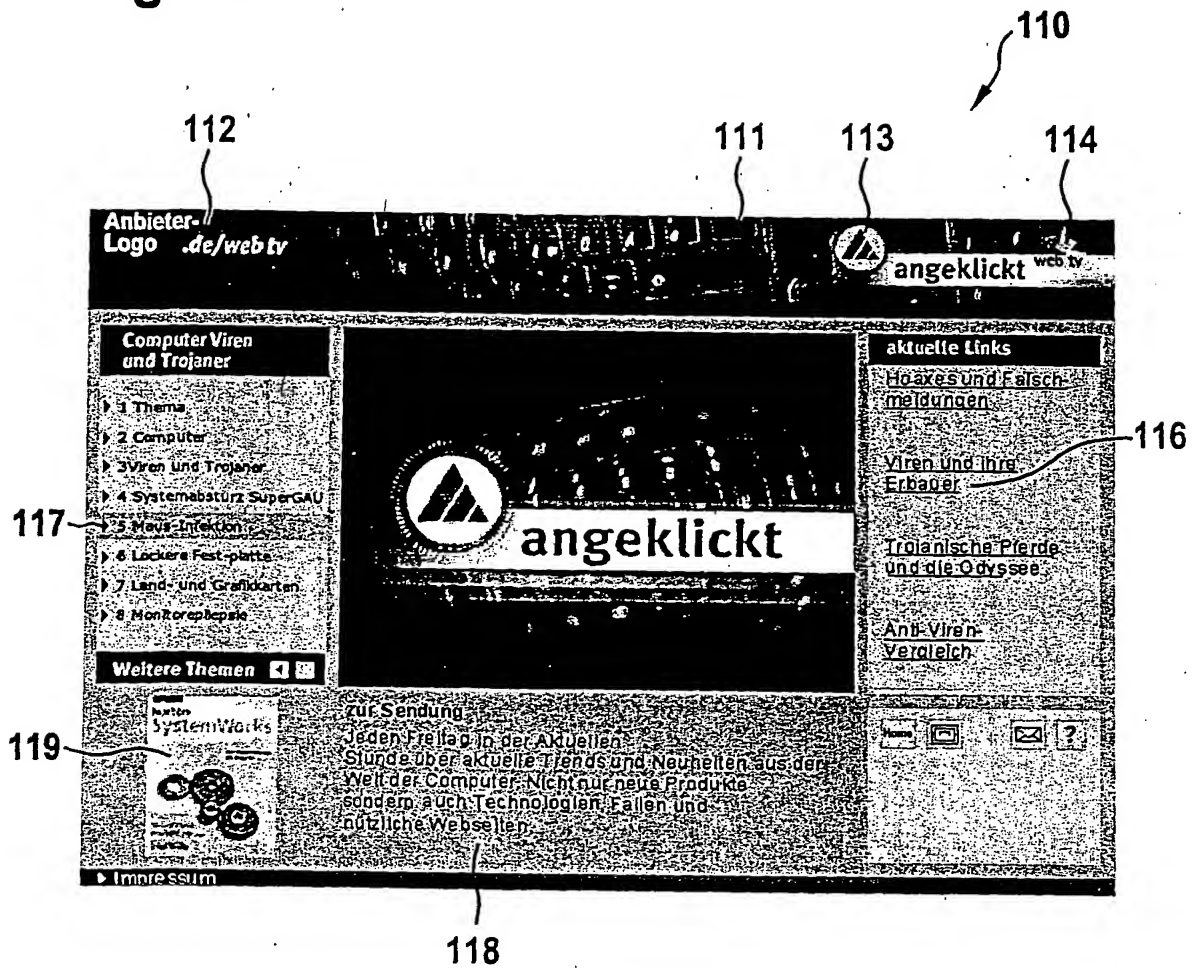 110
112
111
113
114
Anbieter-
Logo .de/webtv
angeklickt
web tv
Computer Viren
und Trojaner
1 Thema
2 Computer
3Viren und Trojaner
4 Systemabsturz SuperGAU
117
5 Maus-Infektion
6 Lockere Fest-platte
7 Land- und Grafikkarten
8 Monitorepilepsie
Weitere Themen
angeklickt
aktuelle Links
Hoaxes und Falsch-
meldungen
Viren und ihre
Erbauer
116
Trojanische Pferde
und die Odyssee
Anti-Viren-
Vergleich
119
SystemWorks
zur Sendung
Jeden Freitag in der Aktuellen
Stunde über aktuelle Trends und Neuheiten aus der
Welt der Computer. Nicht nur neue Produkte
sondern auch Technologien, Fallen und
nützliche Webseiten
Home
?
Impressum
118